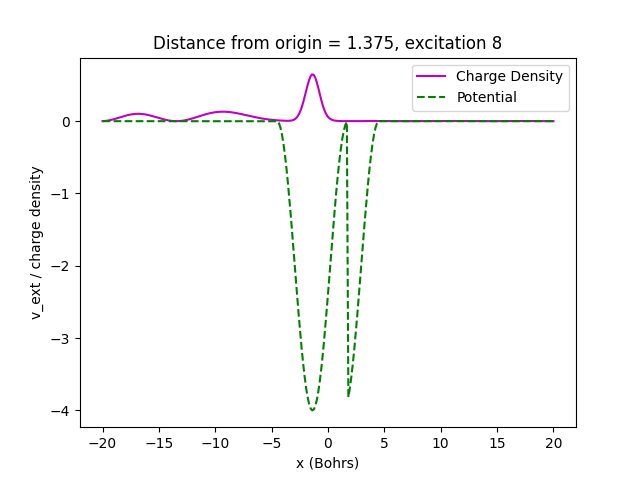 Distance from origin = 1.375, excitation 8
Charge Density
Potential
v_ext / charge density
0
−1
−2
−3
−4
−20
−15
−10
−5
0
5
10
15
20
x (Bohrs)